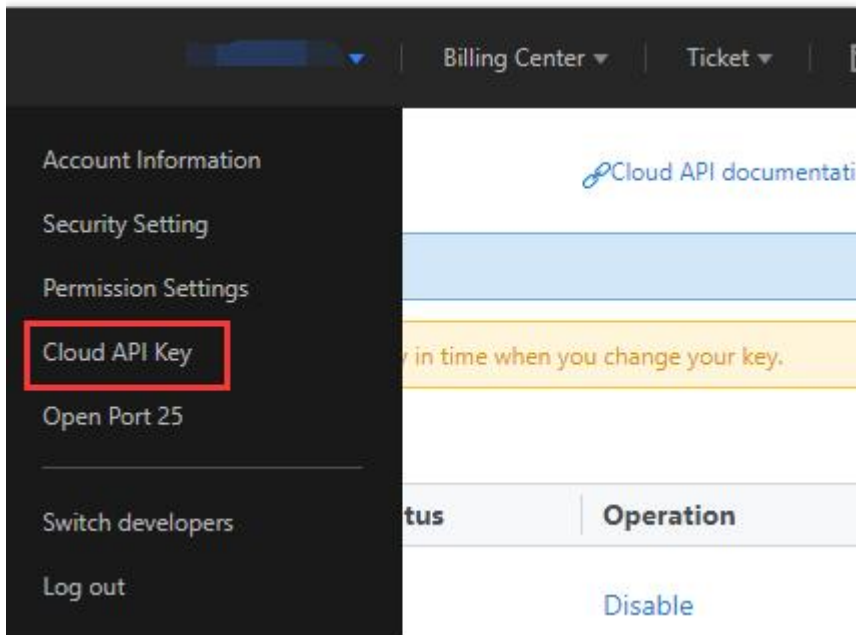 Billing Center Ticket
Account Information
Cloud API documentati
Security Setting
Permission Settings
Cloud API Key
in time when you change your key.
Open Port 25
tus Operation
Switch developers
Log out
Disable